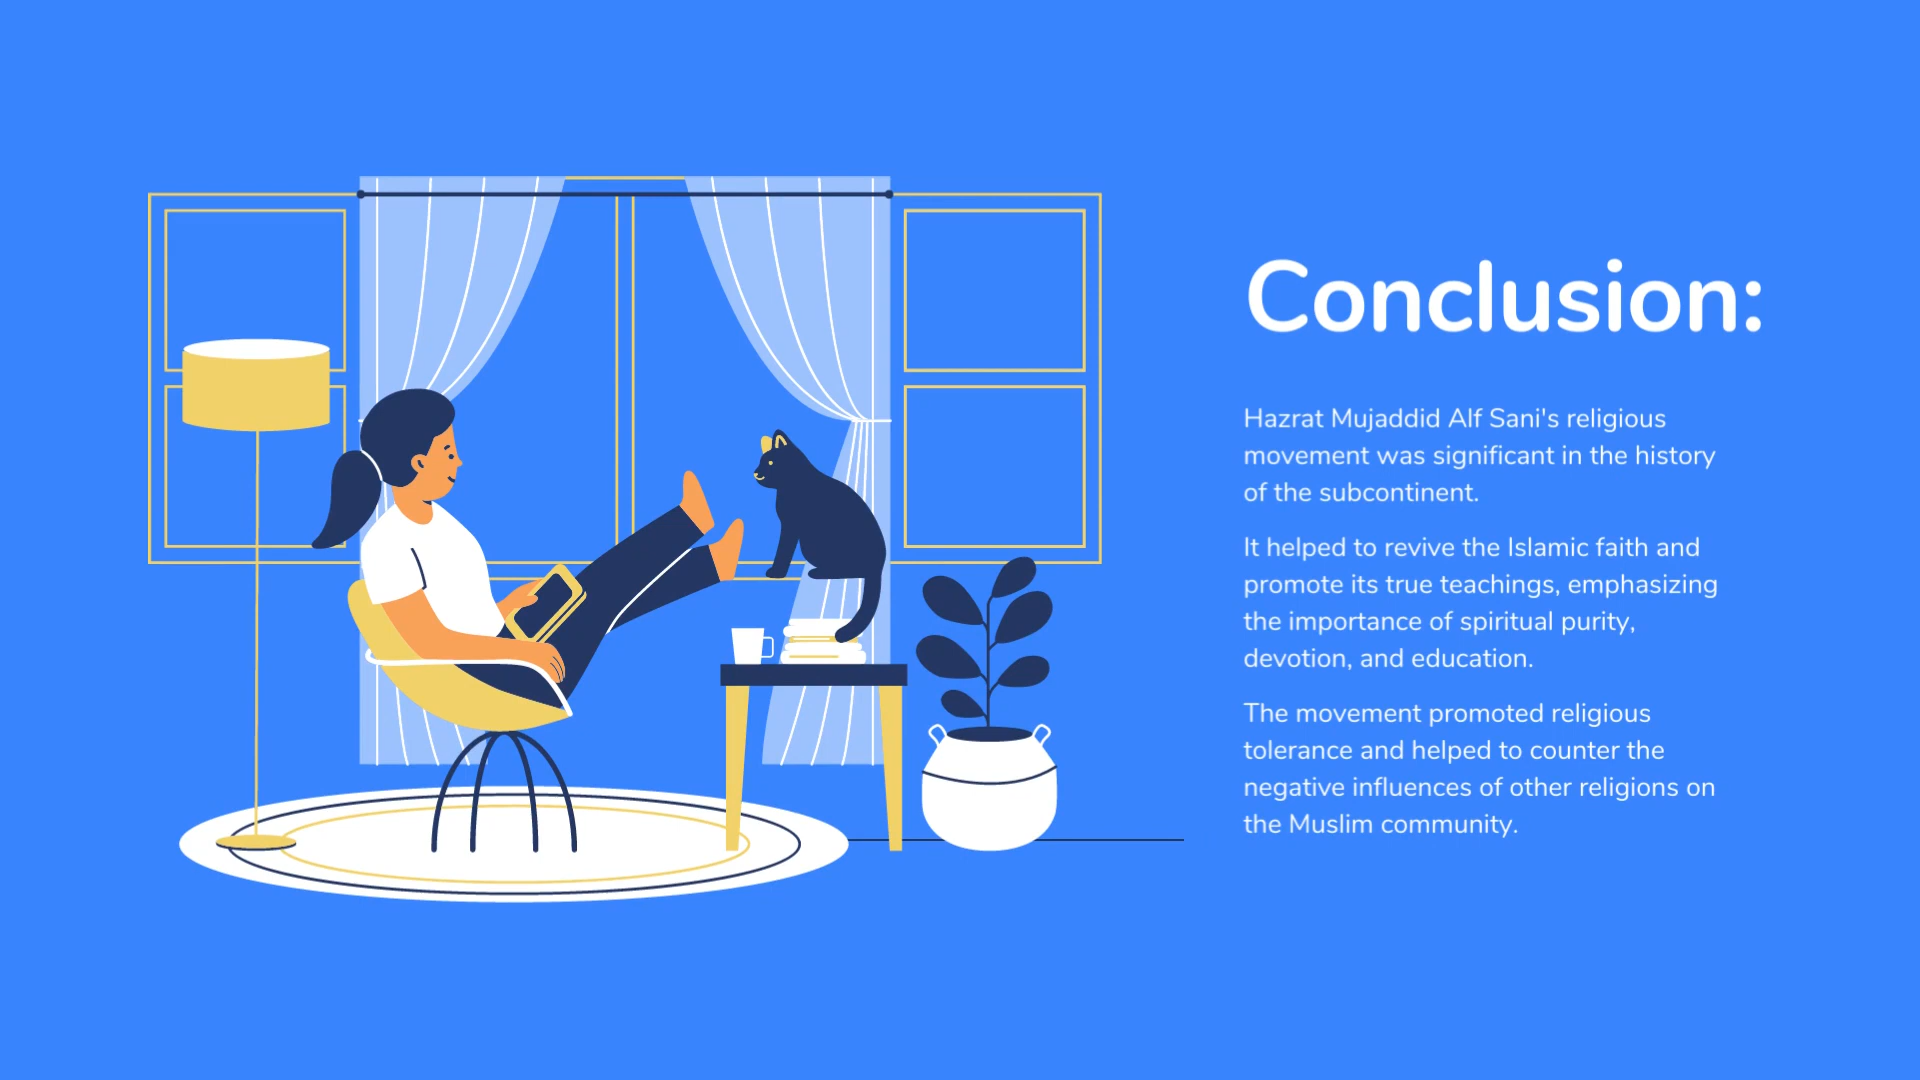 Conclusion:
Hazrat Mujaddid Alf Sani's religious
movement was significant in the history
of the subcontinent.
It helped to revive the Islamic faith and
promote its true teachings, emphasizing
the importance of spiritual purity,
devotion, and education.
The movement promoted religious
tolerance and helped to counter the
negative influences of other religions on
the Muslim community.